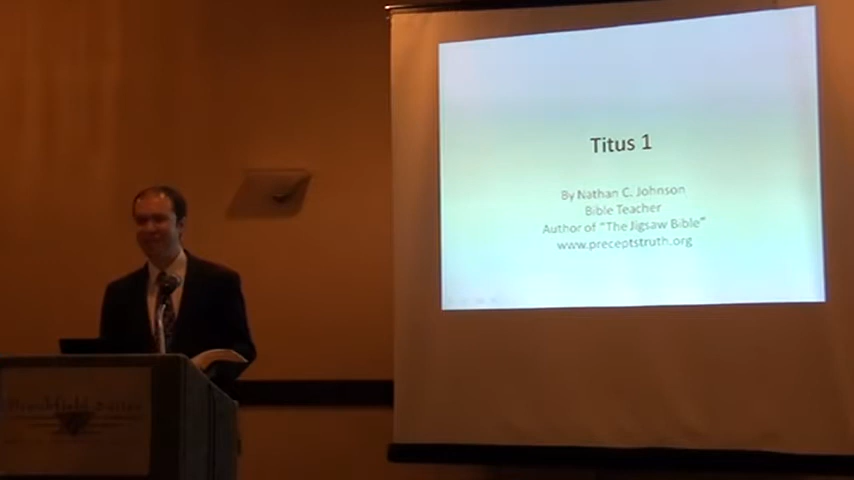 Titus 1
By Nathan C. Johnson
Bible Teacher
Author of "The Jigsaw Bible"
www.preceptstruth.org